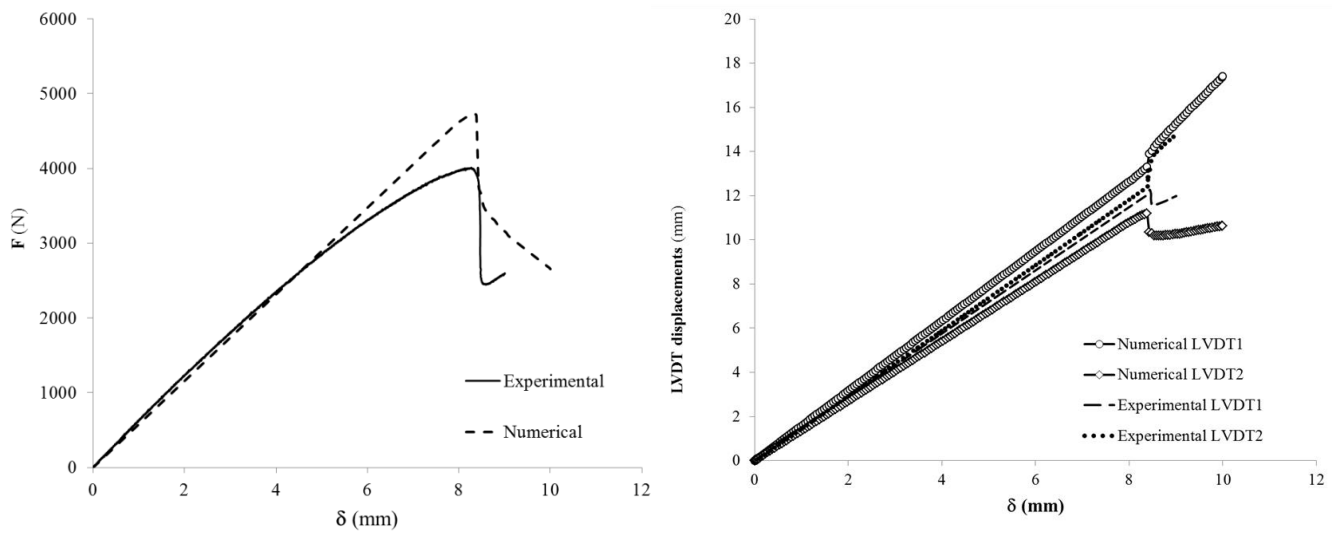 6000
5000
4000
3000
2000
1000
0
F (N)
0 2 4 6 8 10 12
δ (mm)
Experimental
Numerical
20
18
16
14
12
10
8
6
4
2
0
LVDT displacements (mm)
0 2 4 6 8 10 12
δ (mm)
Numerical LVDT1
Numerical LVDT2
Experimental LVDT1
Experimental LVDT2